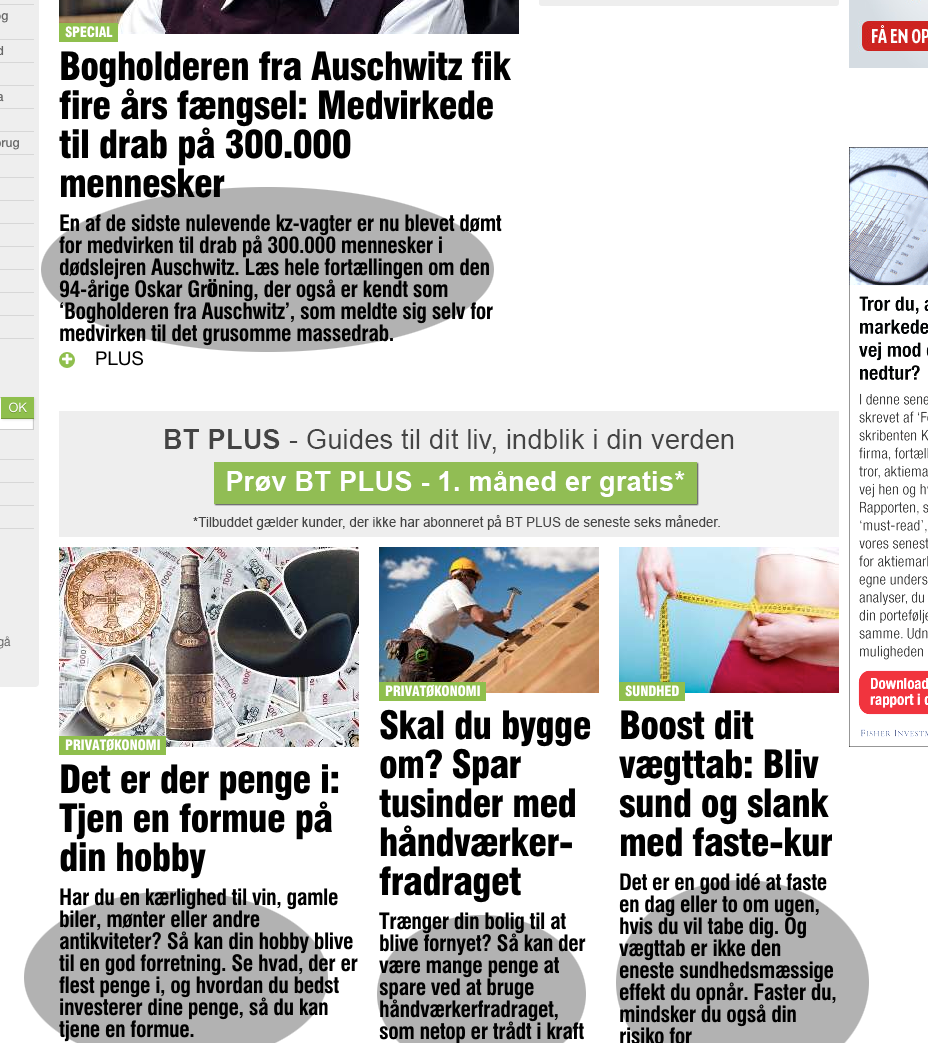 og
d
a
rug
OK
gå
SPECIAL
Bogholderen fra Auschwitz fik
fire års fængsel: Medvirkede
til drab på 300.000
mennesker
En af de sidste nulevende kz-vagter er nu blevet dømt
for medvirken til drab på 300.000 mennesker i
dødslejren Auschwitz. Læs hele fortællingen om den
94-årige Oskar Gröning, der også er kendt som
‘Bogholderen fra Auschwitz’, som meldte sig selv for
medvirken til det grusomme massedrab.
PLUS
BT PLUS - Guides til dit liv, indblik i din verden
Prøv BT PLUS - 1. måned er gratis*
*Tilbuddet gælder kunder, der ikke har abonneret på BT PLUS de seneste seks måneder.
PRIVATØKONOMI
Det er der penge i:
Tjen en formue på
din hobby
Har du en kærlighed til vin, gamle
biler, mønter eller andre
antikviteter? Så kan din hobby blive
til en god forretning. Se hvad, der er
flest penge i, og hvordan du bedst
investerer dine penge, så du kan
tjene en formue.
PRIVATØKONOMI
Skal du bygge
om? Spar
tusinder med
håndværker-
fradraget
Trænger din bolig til at
blive fornyet? Så kan der
være mange penge at
spare ved at bruge
håndværkerfradraget,
som netop er trådt i kraft
SUNDHED
Boost dit
vægttab: Bliv
sund og slank
med faste-kur
Det er en god idé at faste
en dag eller to om ugen,
hvis du vil tabe dig. Og
vægttab er ikke den
eneste sundhedsmæssige
effekt du opnår. Faster du,
mindsker du også din
risiko for
FÅ EN OP
Tror du, a
markede
vej mod
nedtur?
I denne sene
skrevet af ‘Fo
skribenten K
firma, fortæl
tror, aktiema
vej hen og hv
Rapporten, s
‘must-read’,
vores senest
for aktiemark
egne unders
analyser, du
din portefølje
samme. Udn
muligheden
Download
rapport i d
FISHER INVESTM